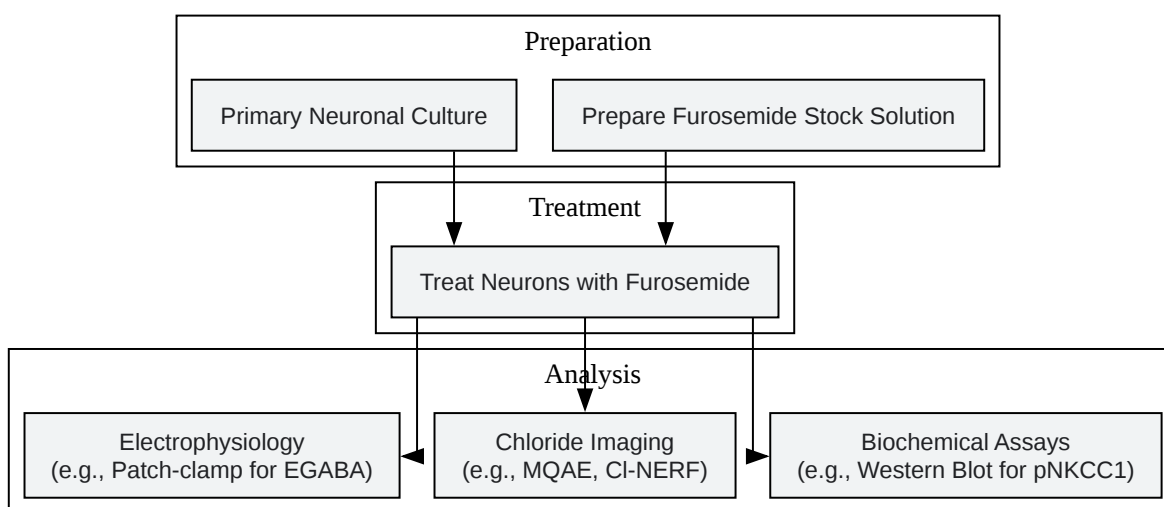 Preparation
Primary Neuronal Culture
Prepare Furosemide Stock Solution
Treatment
Treat Neurons with Furosemide
Analysis
Electrophysiology
(e.g., Patch-clamp for EGABA)
Chloride Imaging
(e.g., MQAE, Cl-NERF)
Biochemical Assays
(e.g., Western Blot for pNKCC1)